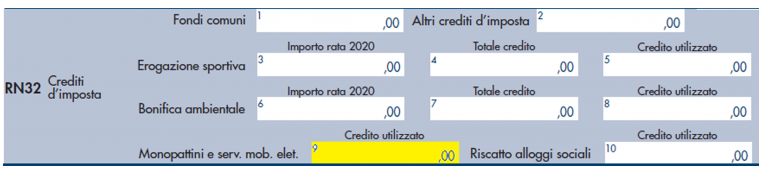 Fondi comuni 1 ,00 Altri crediti d'imposta 2 ,00
Importo rata 2020 Totale credito Credito utilizzato
Erogazione sportiva 3 ,00 4 ,00 5 ,00
RN32 Crediti d'imposta
Importo rata 2020 Totale credito Credito utilizzato
Bonifica ambientale 6 ,00 7 ,00 8 ,00
Credito utilizzato Credito utilizzato
Monopattini e serv. mob. elet. 9 ,00 Riscatto alloggi sociali 10 ,00